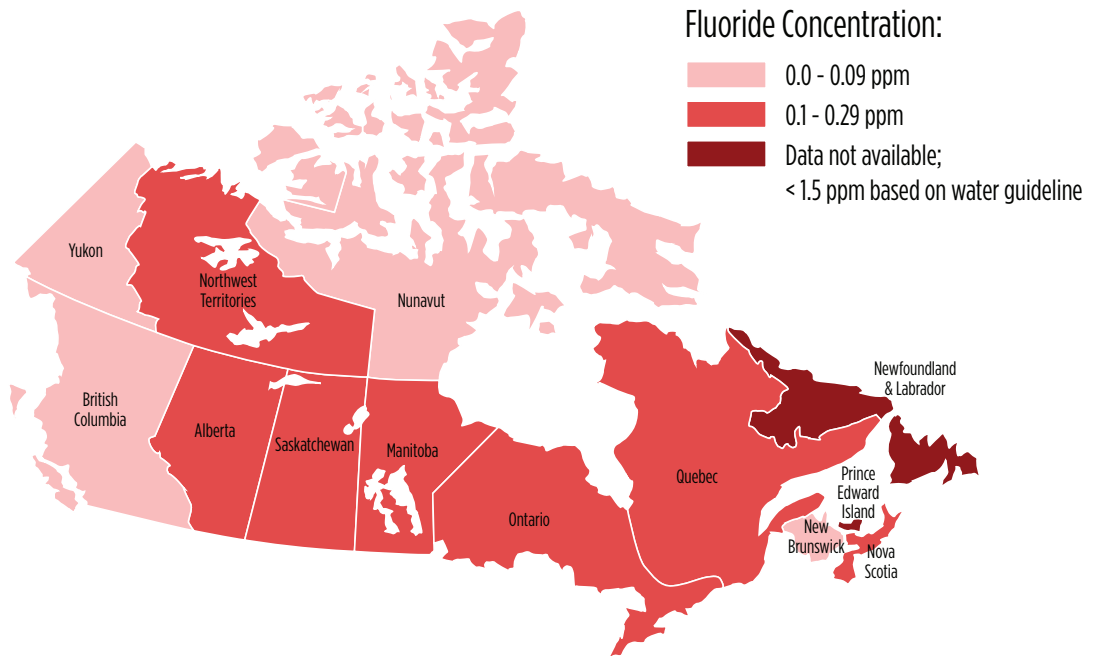 Fluoride Concentration:
0.0 - 0.09 ppm
0.1 - 0.29 ppm
Data not available;
< 1.5 ppm based on water guideline
Yukon
Northwest
Territories
Nunavut
British
Columbia
Alberta
Saskatchewan
Manitoba
Ontario
Quebec
Newfoundland
& Labrador
Prince
Edward
Island
New
Brunswick
Nova
Scotia